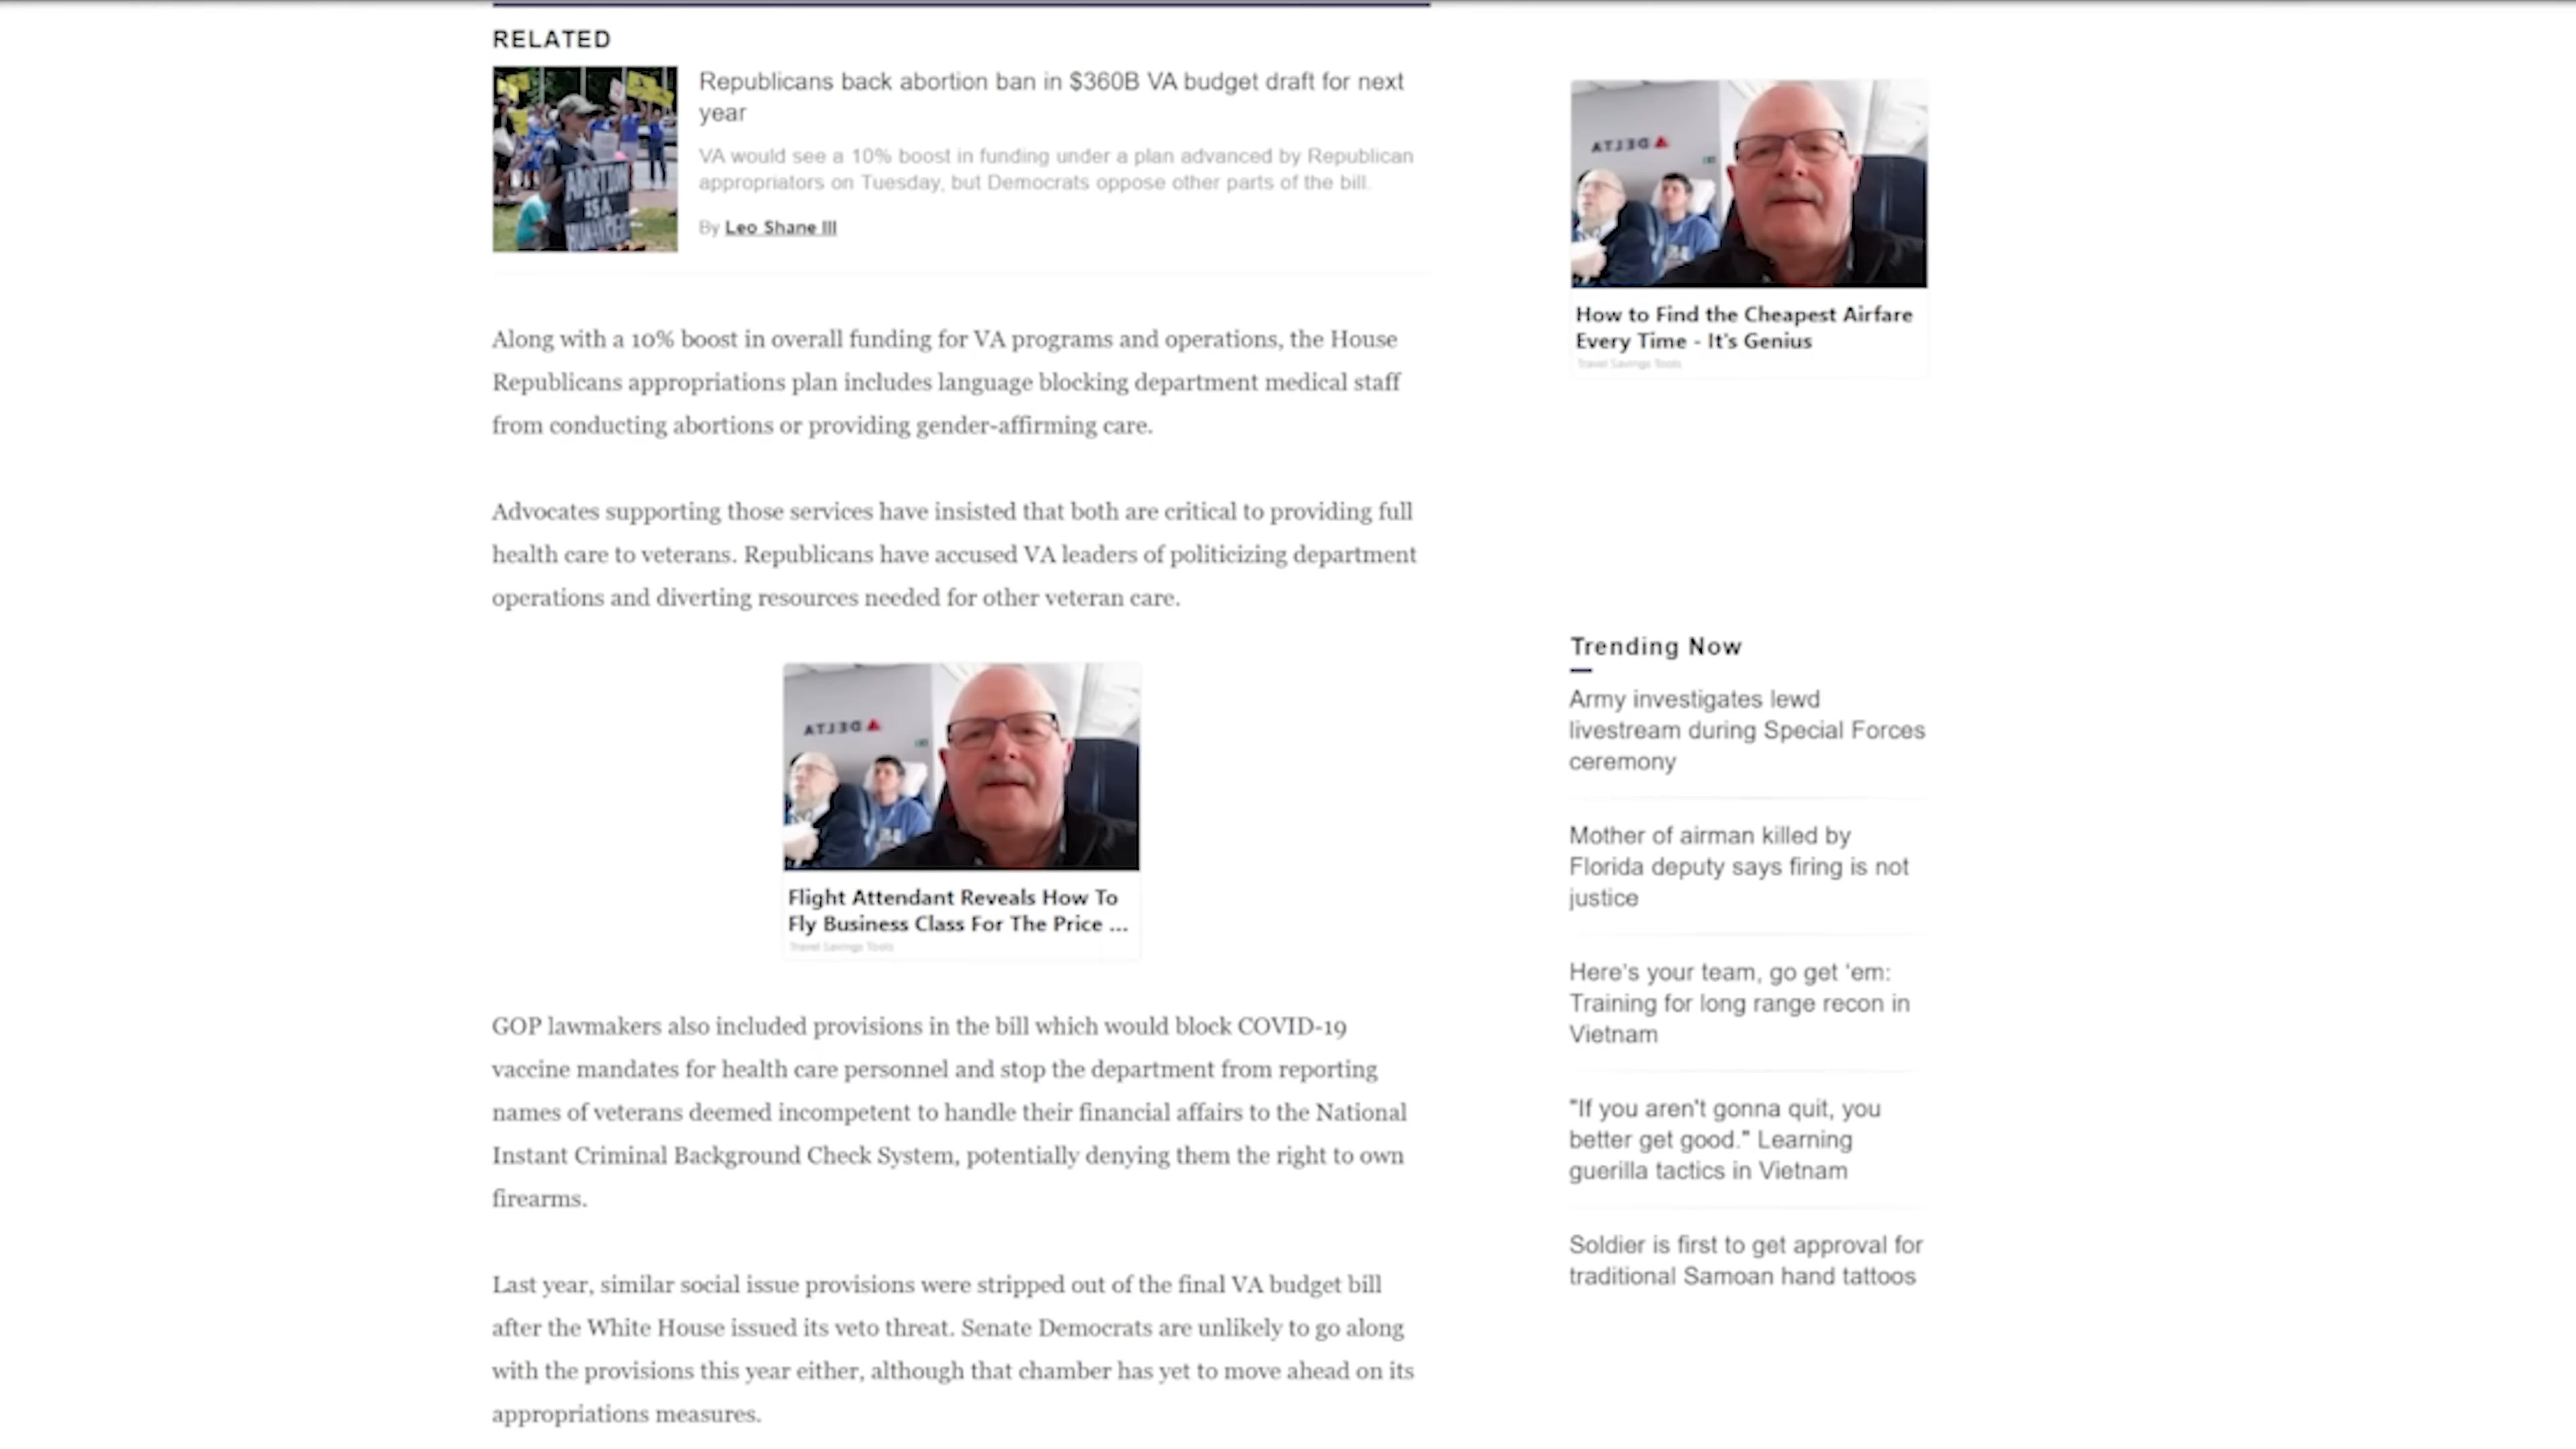 RELATED
Republicans back abortion ban in $360B VA budget draft for next
year
VA would see a 10% boost in funding under a plan advanced by Republican
appropriators on Tuesday, but Democrats oppose other parts of the bill.
By Leo Shane III
ABORTION
IS A
Along with a 10% boost in overall funding for VA programs and operations, the House
Republicans appropriations plan includes language blocking department medical staff
from conducting abortions or providing gender-affirming care.
Advocates supporting those services have insisted that both are critical to providing full
health care to veterans. Republicans have accused VA leaders of politicizing department
operations and diverting resources needed for other veteran care.
DELTA
Flight Attendant Reveals How To
Fly Business Class For The Price ...
Travel Savings Tools
GOP lawmakers also included provisions in the bill which would block COVID-19
vaccine mandates for health care personnel and stop the department from reporting
names of veterans deemed incompetent to handle their financial affairs to the National
Instant Criminal Background Check System, potentially denying them the right to own
firearms.
Last year, similar social issue provisions were stripped out of the final VA budget bill
after the White House issued its veto threat. Senate Democrats are unlikely to go along
with the provisions this year either, although that chamber has yet to move ahead on its
appropriations measures.
DELTA
How to Find the Cheapest Airfare
Every Time - It's Genius
Travel Savings Tools
Trending Now
Army investigates lewd
livestream during Special Forces
ceremony
Mother of airman killed by
Florida deputy says firing is not
justice
Here's your team, go get 'em:
Training for long range recon in
Vietnam
"If you aren't gonna quit, you
better get good." Learning
guerilla tactics in Vietnam
Soldier is first to get approval for
traditional Samoan hand tattoos